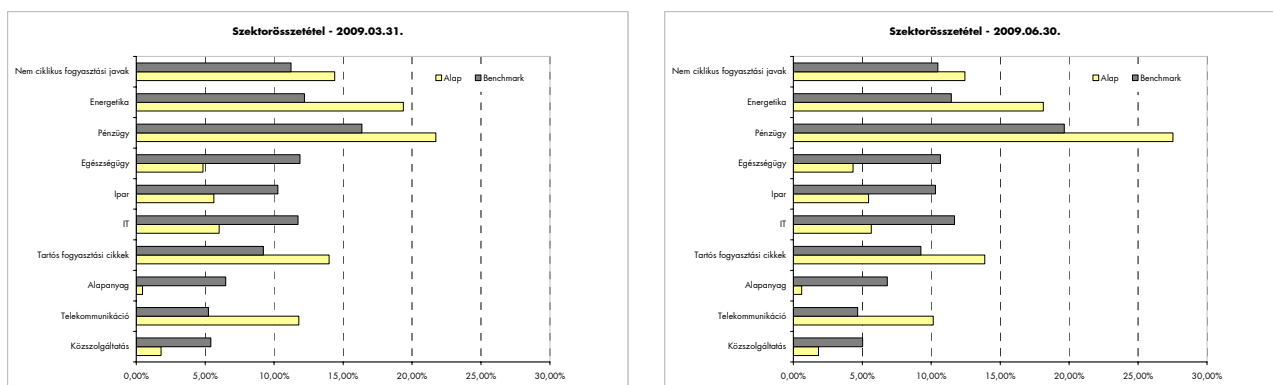 Szektorösszetétel - 2009.03.31.
Nem ciklikus fogyasztási javak
Alap
Benchmark
Energetika
Pénzügy
Egészségügy
Ipar
IT
Tartós fogyasztási cikkek
Alapanyag
Telekommunikáció
Közszolgáltatás
0,00% 5,00% 10,00% 15,00% 20,00% 25,00% 30,00%
Szektorösszetétel - 2009.06.30.
Nem ciklikus fogyasztási javak
Alap
Benchmark
Energetika
Pénzügy
Egészségügy
Ipar
IT
Tartós fogyasztási cikkek
Alapanyag
Telekommunikáció
Közszolgáltatás
0,00% 5,00% 10,00% 15,00% 20,00% 25,00% 30,00%